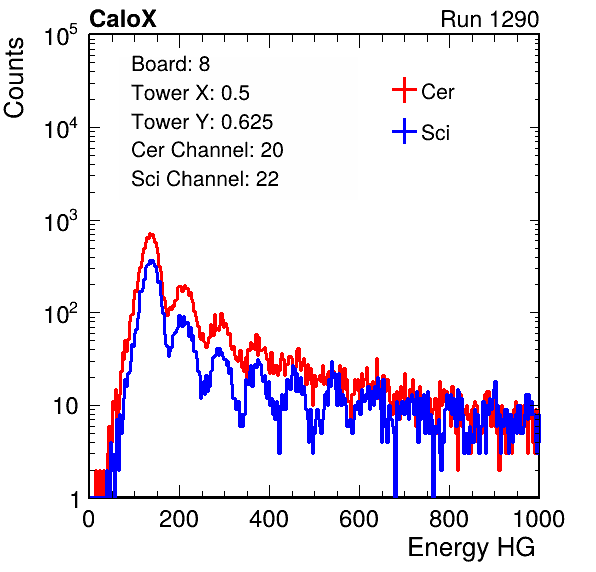 CaloX Run 1290
Counts
Board: 8
Tower X: 0.5
Tower Y: 0.625
Cer Channel: 20
Sci Channel: 22
Cer
Sci
10^5
10^4
10^3
10^2
10
1
0 200 400 600 800 1000
Energy HG